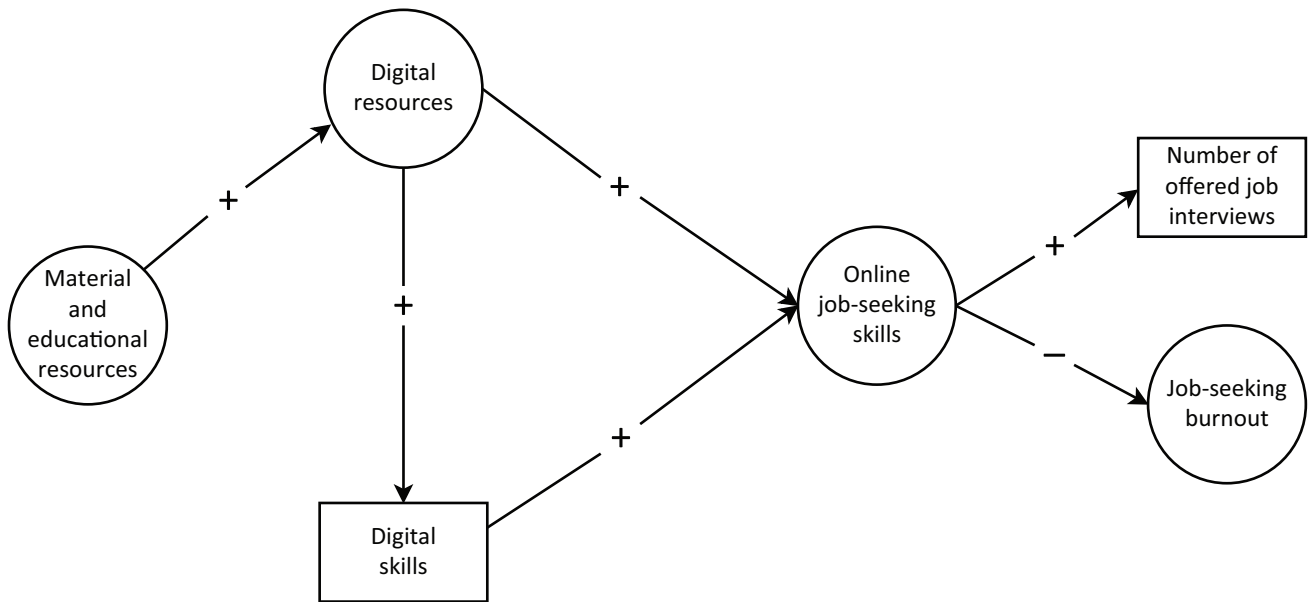 Digital
resources
+
Material
and
educational
resources
+
+
Digital
skills
+
Online
job-seeking
skills
+
Number of
offered job
interviews
−
Job-seeking
burnout